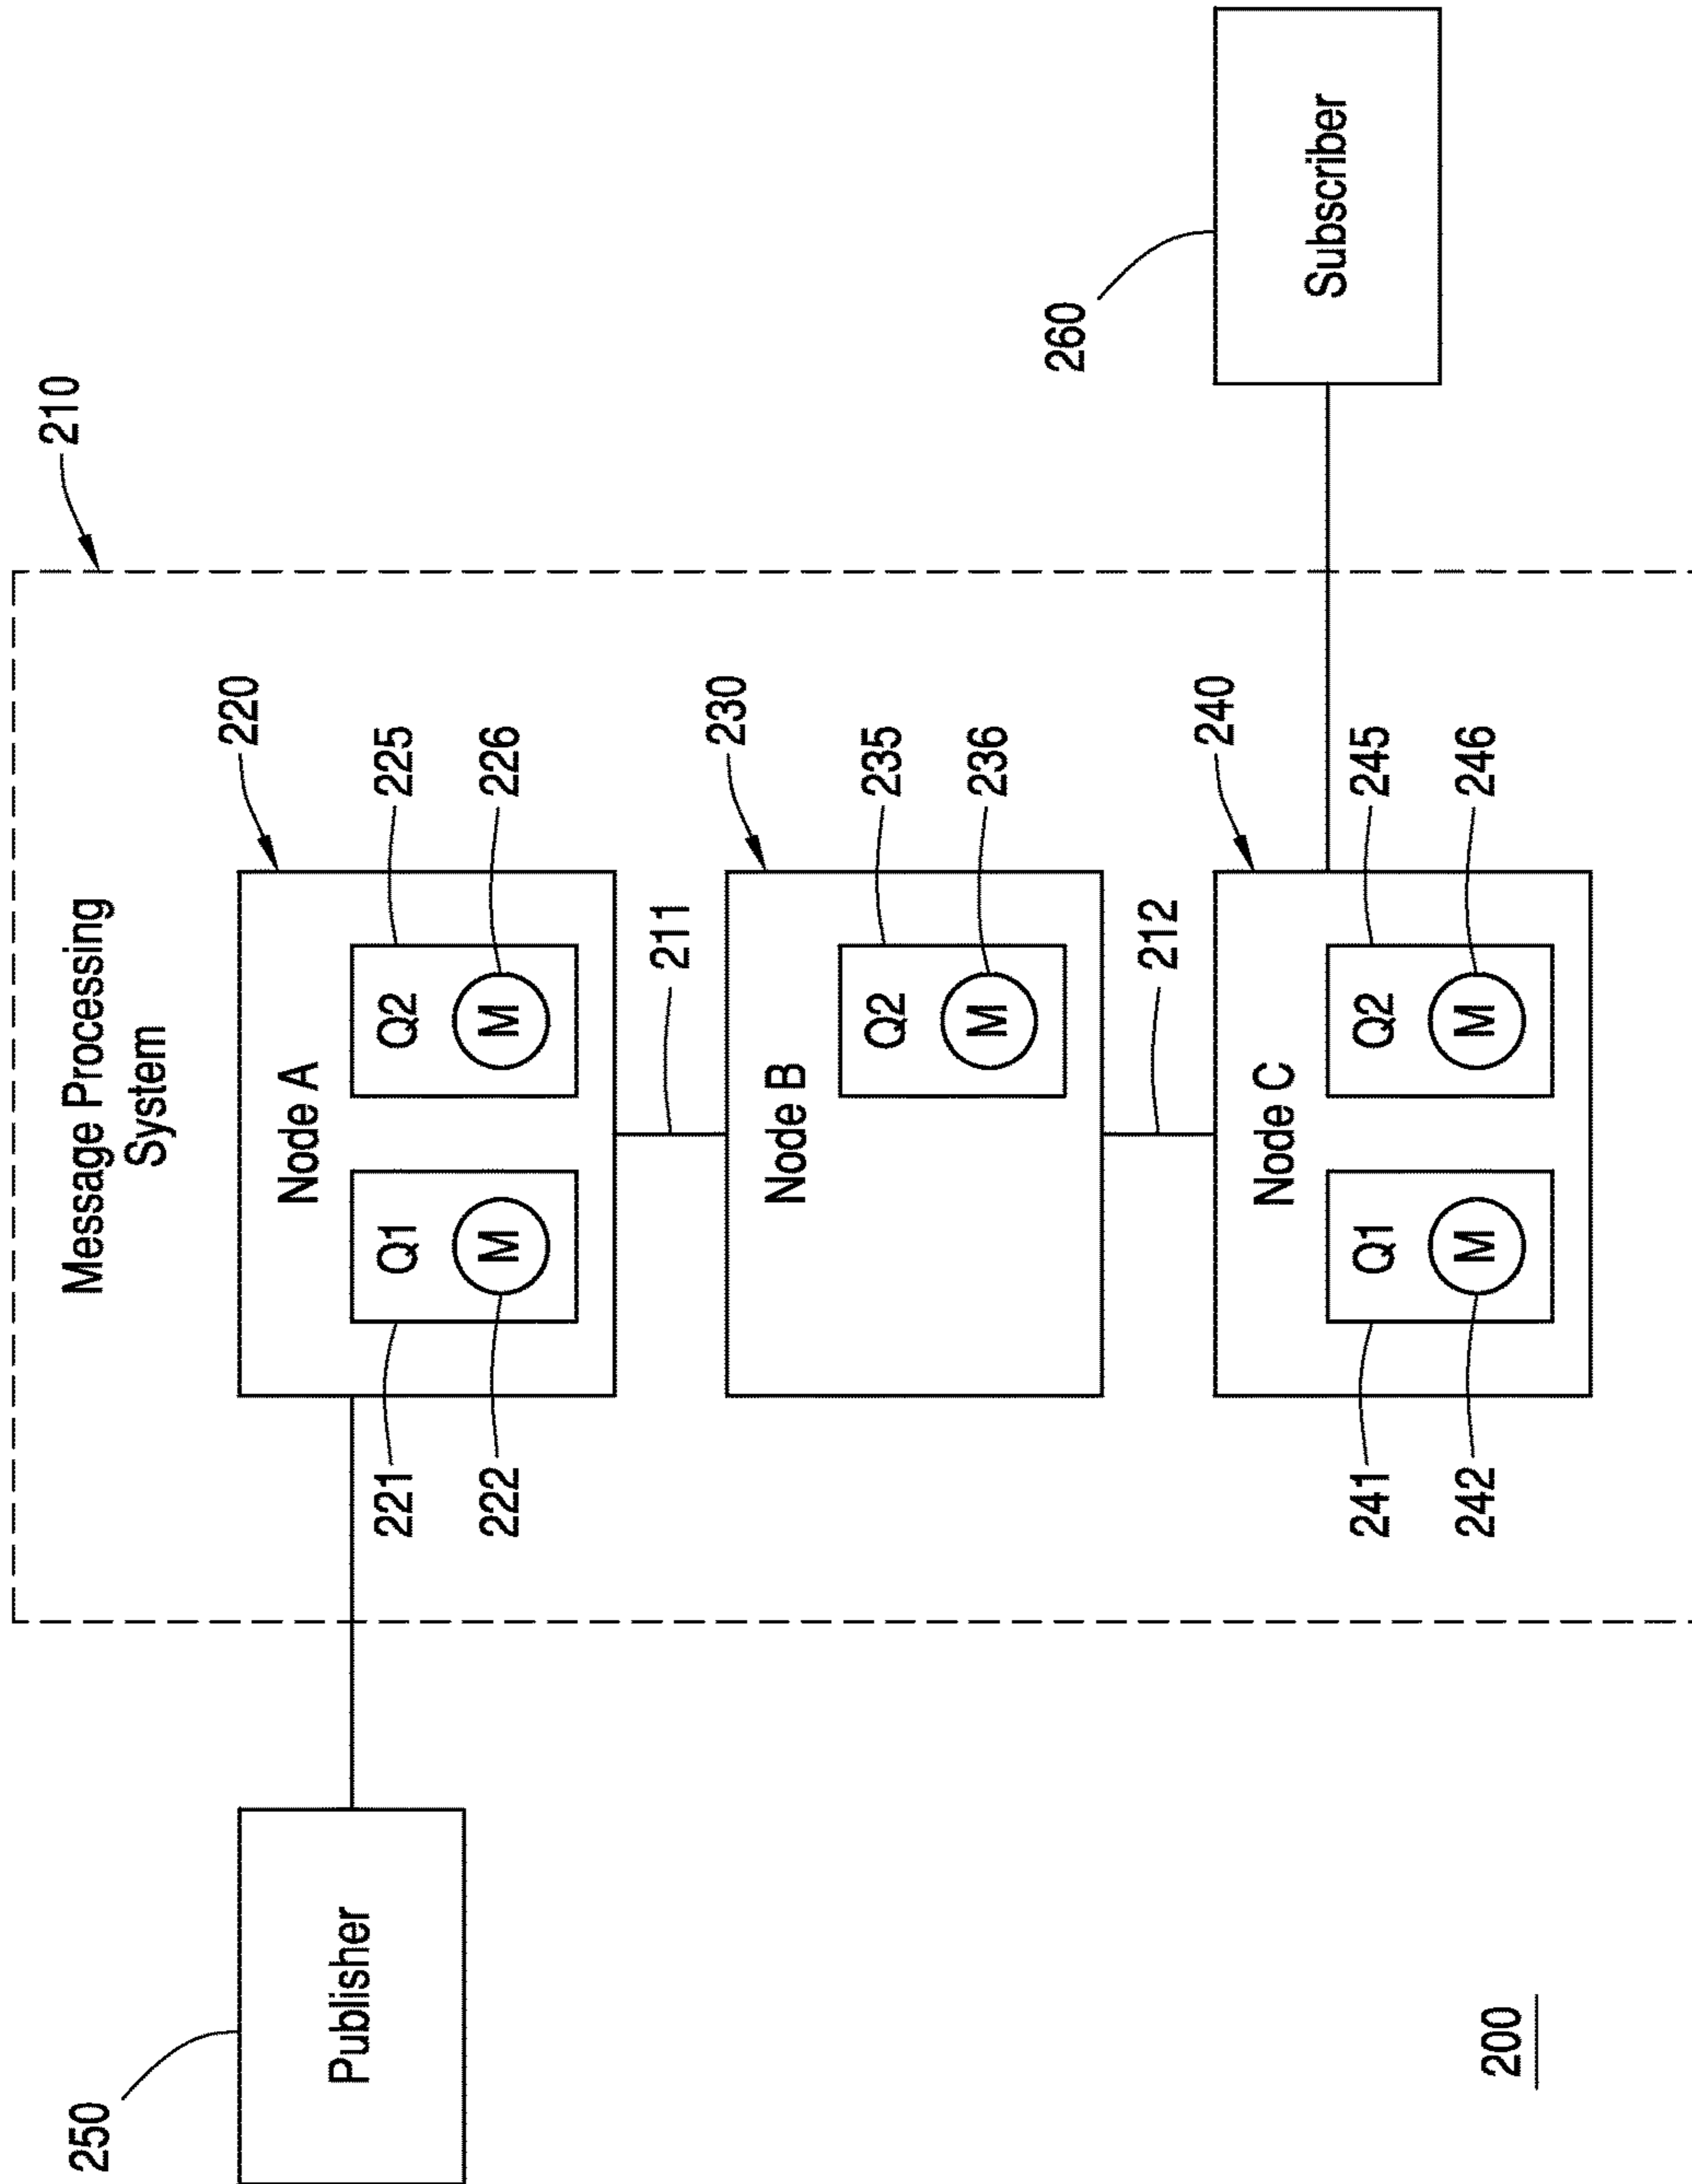 210
Message Processing
System
250
Publisher
220
Node A
221
Q1
M
222
Q2
M
225
226
211
230
Node B
Q2
M
235
236
212
240
Node C
241
Q1
M
242
Q2
M
245
246
260
Subscriber
200